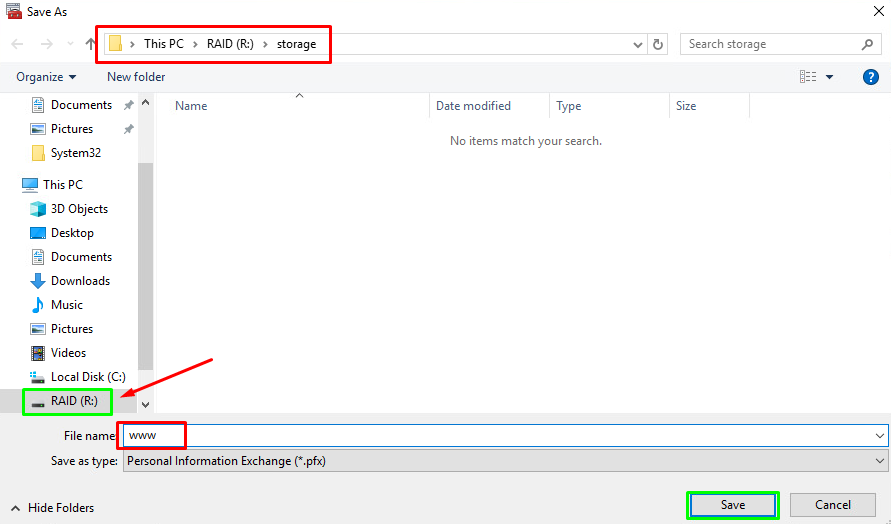 Save As
This PC > RAID (R:) > storage
Search storage
Organize
New folder
?
Name
Date modified
Type
Size
No items match your search.
Documents
Pictures
System32
This PC
3D Objects
Desktop
Documents
Downloads
Music
Pictures
Videos
Local Disk (C:)
RAID (R:)
File name:
www
Save as type:
Personal Information Exchange (*.pfx)
Hide Folders
Save
Cancel